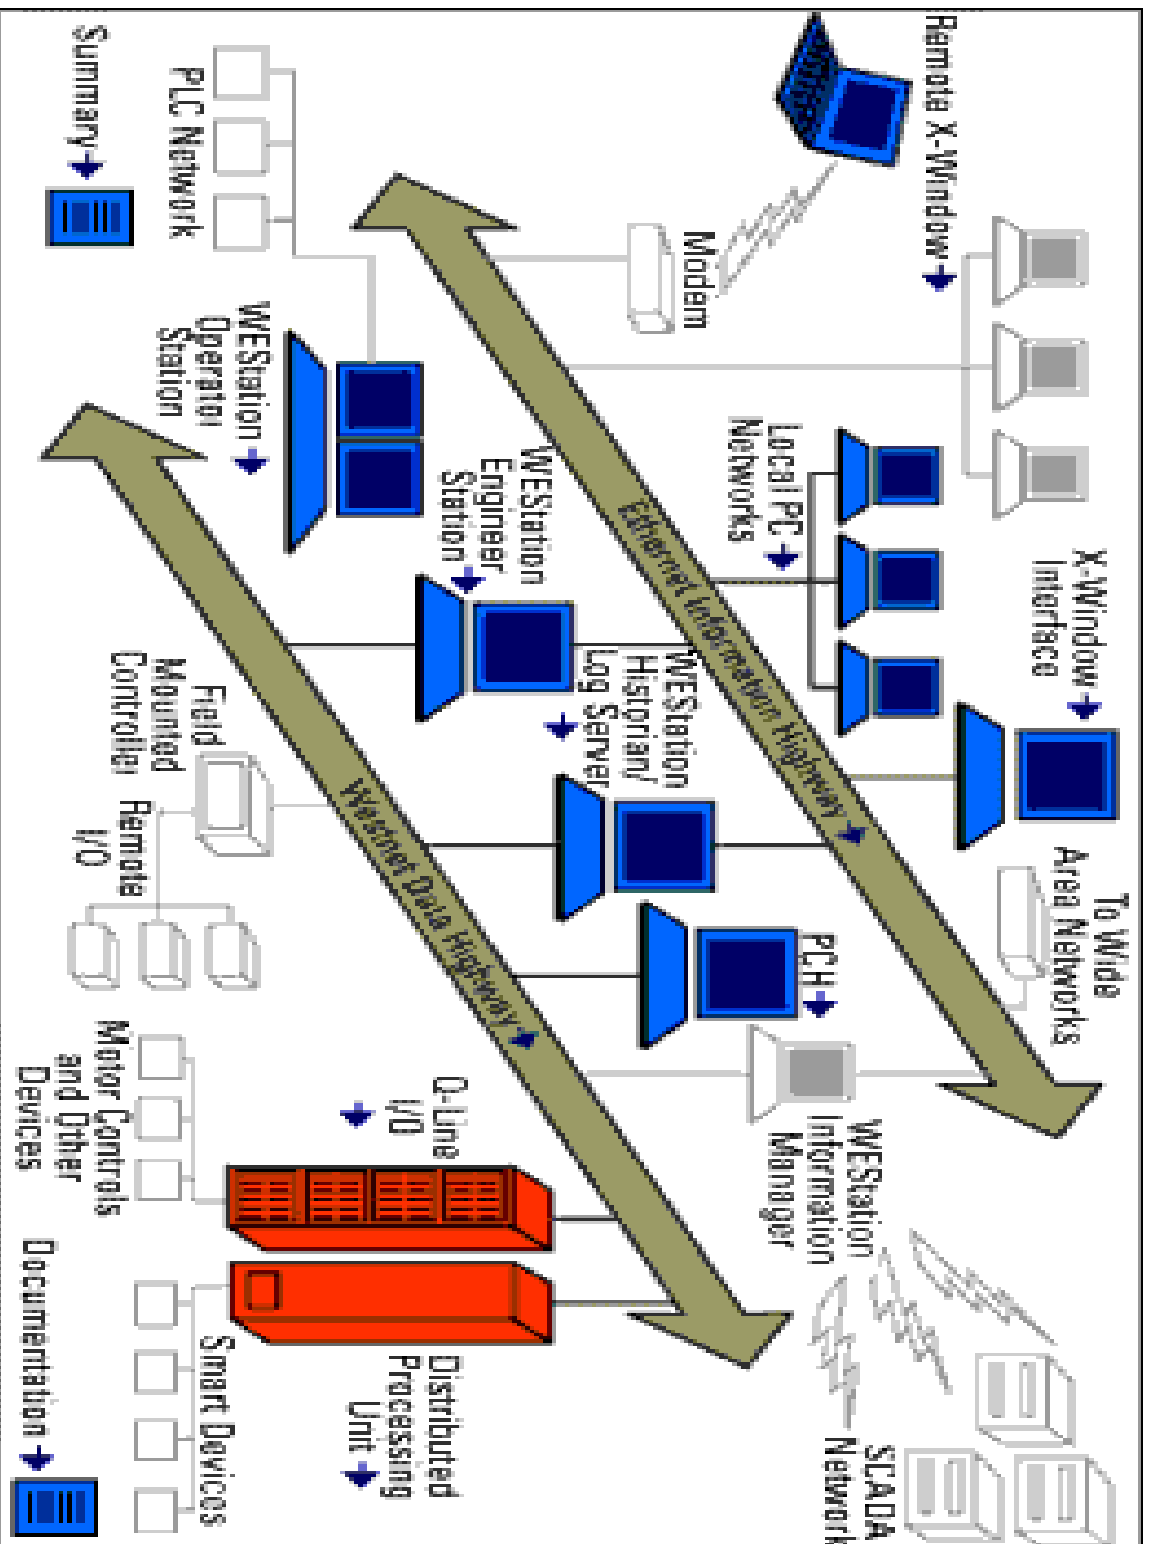 Remote X-Window
X-Window
Interface
To Wide
Area Networks
Modem
Local PC
Networks
Ethernet Information Highway
PCH
WEStation
Information
Manager
SCADA
Network
WEStation
Engineer
Station
WEStation
Historian/
Log Server
PLC Network
WEStation
Operator
Station
Westnet Data Highway
Q-Line
I/O
Distributed
Processing
Unit
Field
Mounted
Controller
Remote
I/O
Smart Devices
Motor Controls
and Other
Devices
Summary
Documentation